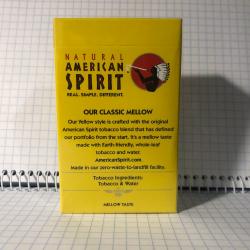 NATURAL
AMERICAN
SPIRIT
REAL. SIMPLE. DIFFERENT.
OUR CLASSIC MELLOW
Our Yellow style is crafted with the original
American Spirit tobacco blend that has defined
our portfolio from the start. It's a mellow taste
made with Earth-friendly, whole-leaf
tobacco and water.
AmericanSpirit.com
Made in our zero-waste-to-landfill facility.
Tobacco Ingredients:
Tobacco & Water
MELLOW TASTE